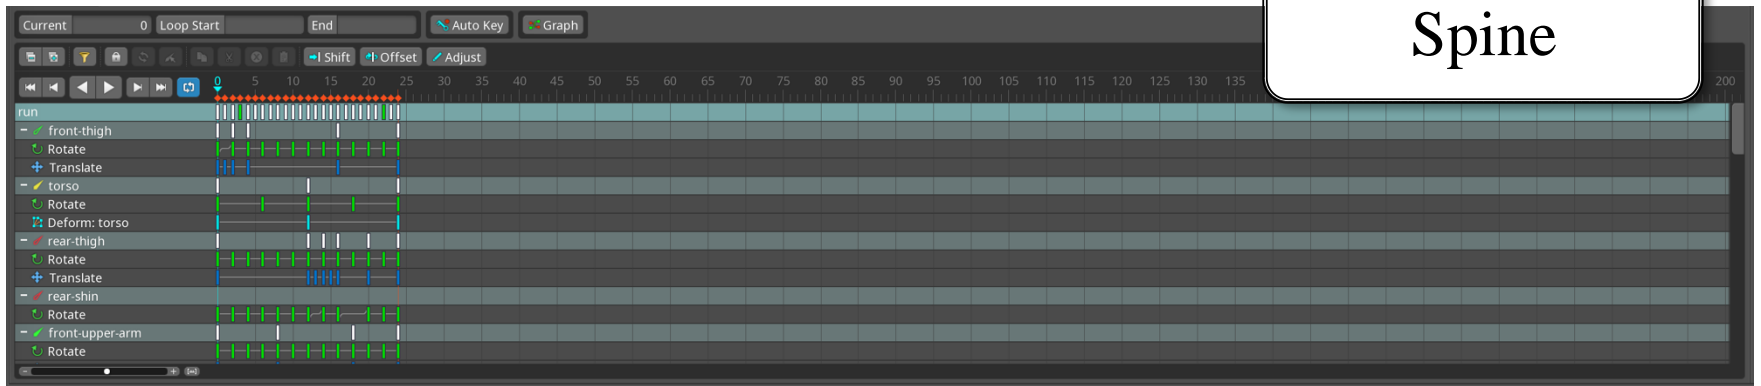 Spine
Current 0 Loop Start End Auto Key Graph
Shift Offset Adjust
0 5 10 15 20 25 30 35 40 45 50 55 60 65 70 75 80 85 90 95 100 105 110 115 120 125 130 135 200
run
front-thigh
Rotate
Translate
torso
Rotate
Deform: torso
rear-thigh
Rotate
Translate
rear-shin
Rotate
front-upper-arm
Rotate